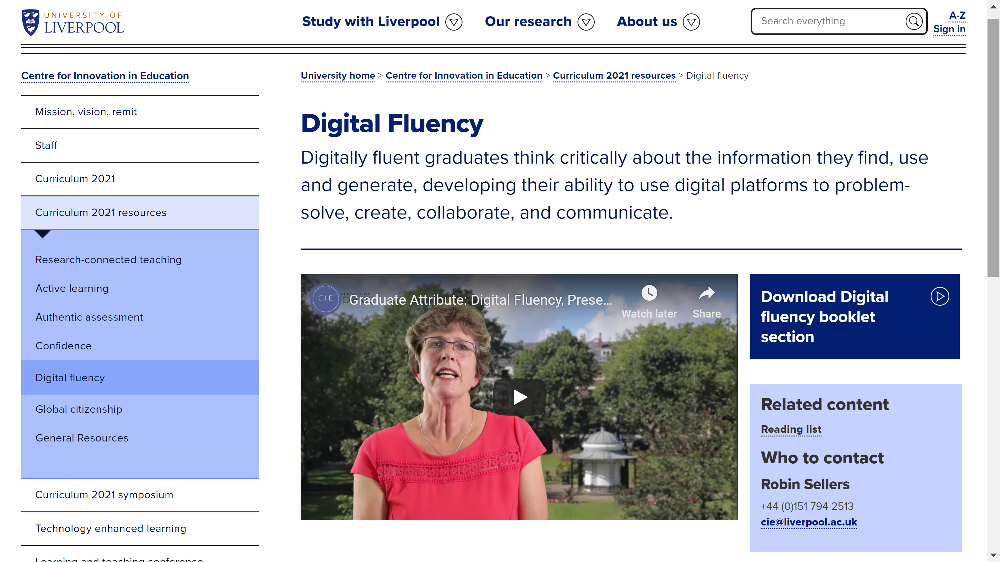 UNIVERSITY OF
LIVERPOOL
Study with Liverpool
Our research
About us
Search everything
A-Z
Sign in
Centre for Innovation in Education
Mission, vision, remit
Staff
Curriculum 2021
Curriculum 2021 resources
Research-connected teaching
Active learning
Authentic assessment
Confidence
Digital fluency
Global citizenship
General Resources
Curriculum 2021 symposium
Technology enhanced learning
Learning and teaching conference
University home > Centre for Innovation in Education > Curriculum 2021 resources > Digital fluency
Digital Fluency
Digitally fluent graduates think critically about the information they find, use
and generate, developing their ability to use digital platforms to problem-
solve, create, collaborate, and communicate.
CIE
Graduate Attribute: Digital Fluency, Prese...
Watch later
Share
Download Digital
fluency booklet
section
Related content
Reading list
Who to contact
Robin Sellers
+44 (0)151 794 2513
cie@liverpool.ac.uk